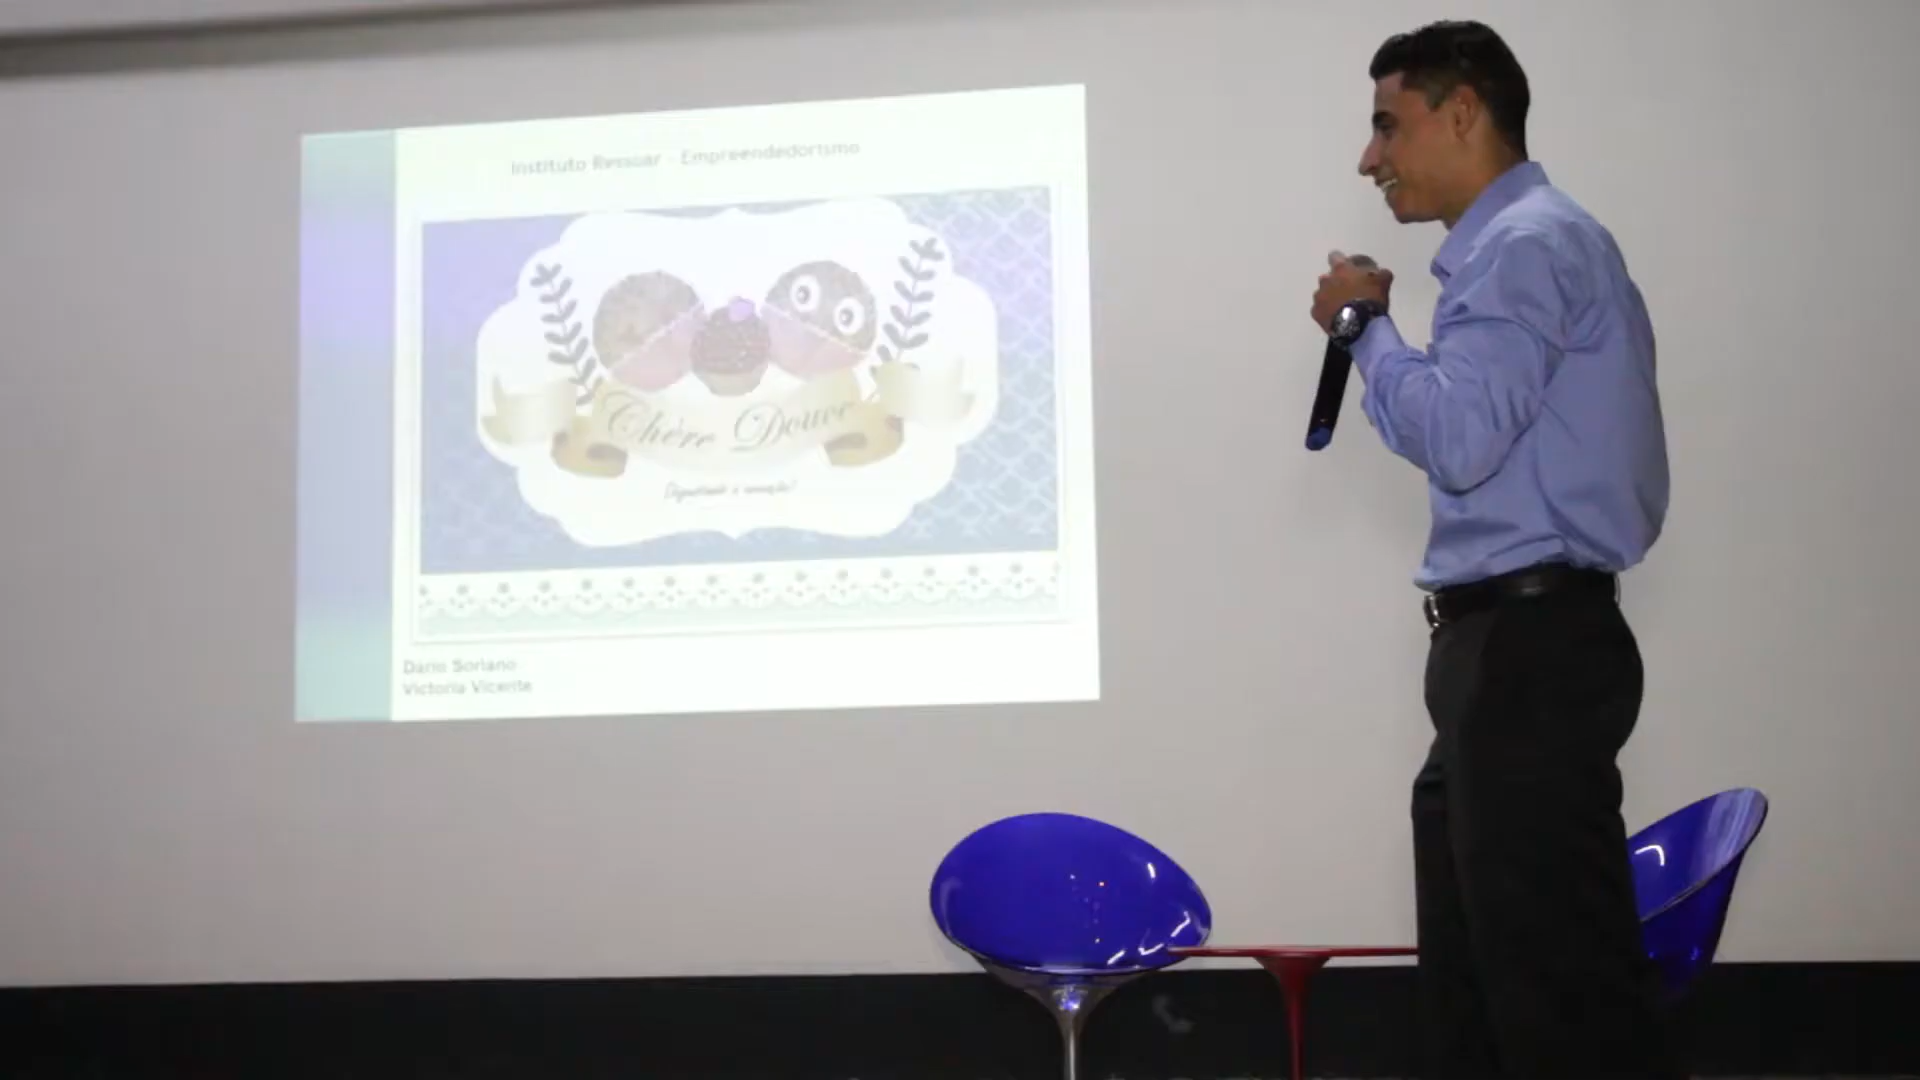 Instituto Ressoar - Empreendedorismo
Chère Douce
Dario Soriano
Victoria Vicente